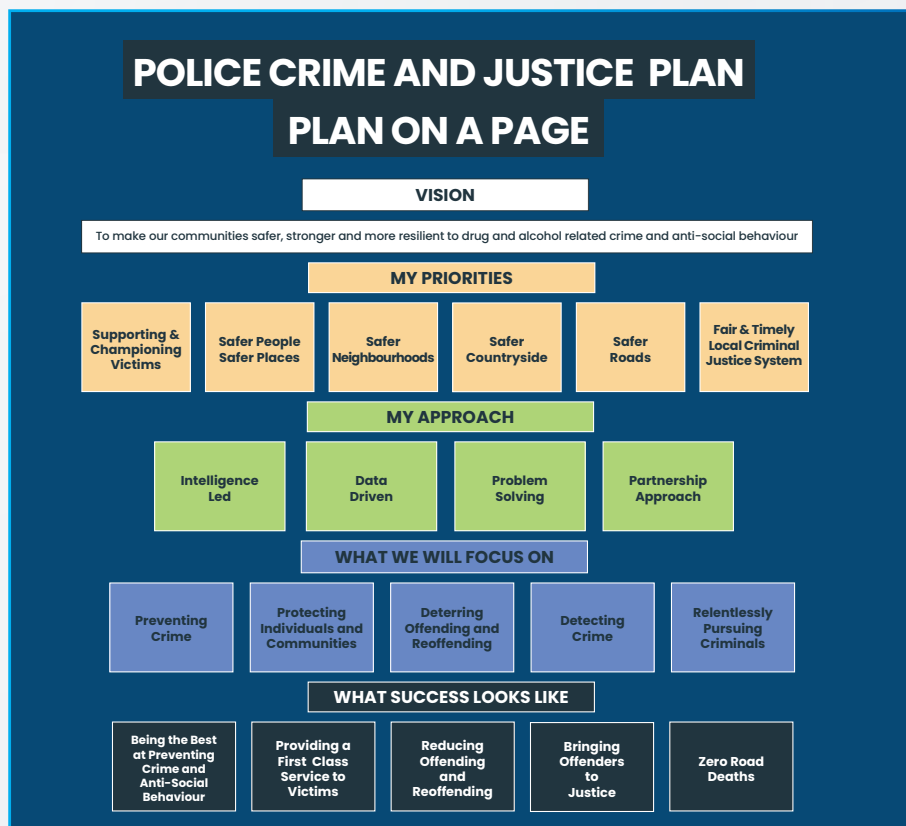 POLICE CRIME AND JUSTICE PLAN
PLAN ON A PAGE
VISION
To make our communities safer, stronger and more resilient to drug and alcohol related crime and anti-social behaviour
MY PRIORITIES
Supporting &
Championing
Victims
Safer People
Safer Places
Safer
Neighbourhoods
Safer
Countryside
Safer
Roads
Fair & Timely
Local Criminal
Justice System
MY APPROACH
Intelligence
Led
Data
Driven
Problem
Solving
Partnership
Approach
WHAT WE WILL FOCUS ON
Preventing
Crime
Protecting
Individuals and
Communities
Deterring
Offending and
Reoffending
Detecting
Crime
Relentlessly
Pursuing
Criminals
WHAT SUCCESS LOOKS LIKE
Being the Best
at Preventing
Crime and
Anti-Social
Behaviour
Providing a
First Class
Service to
Victims
Reducing
Offending
and
Reoffending
Bringing
Offenders
to
Justice
Zero Road
Deaths